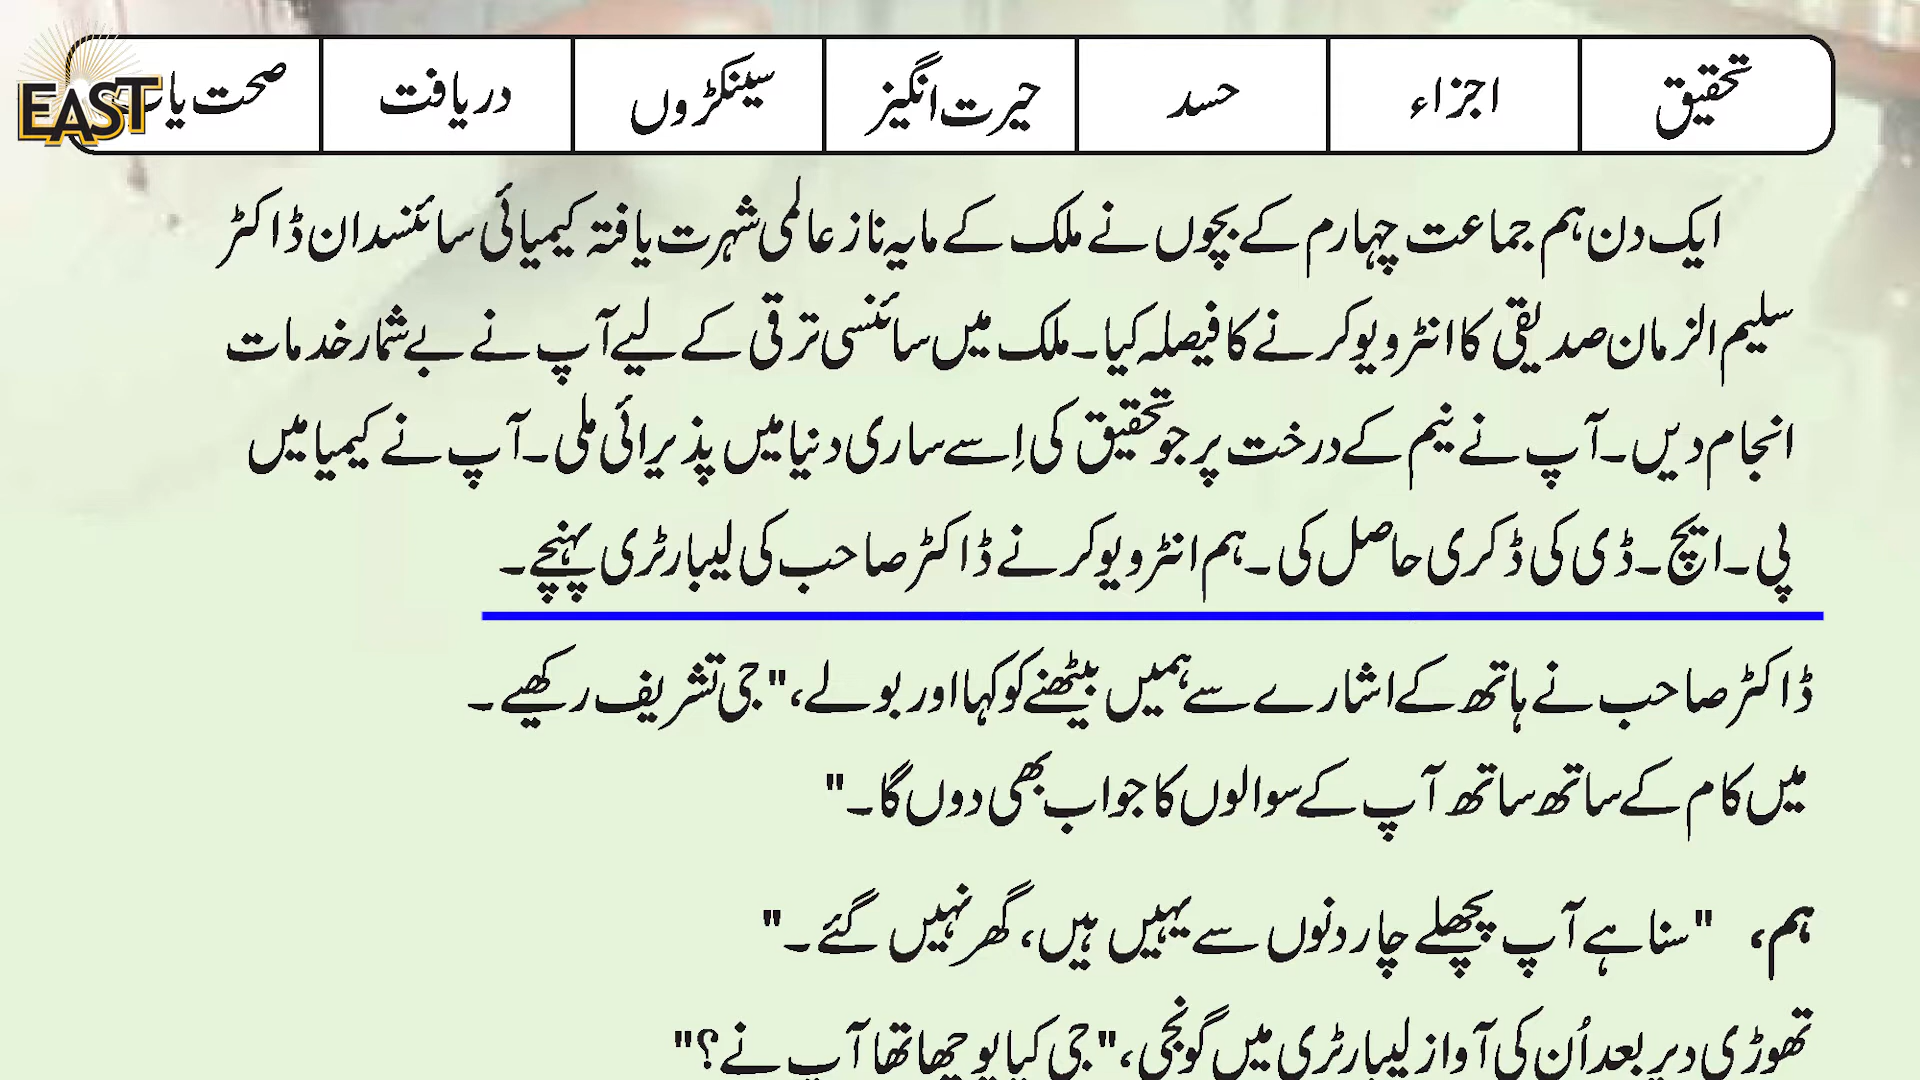 EAST
تحقیق اجزاء حسد حیرت انگیز سینکڑوں دریافت صحت یاب
ایک دن ہم جماعت چہارم کے بچوں نے ملک کے مایہ ناز عالمی شہرت یافتہ کیمیائی سائنسدان ڈاکٹر
سلیم الزمان صدیقی کا انٹرویو کرنے کا فیصلہ کیا۔ ملک میں سائنسی ترقی کے لیے آپ نے بے شمار خدمات
انجام دیں۔ آپ نے نیم کے درخت پر جو تحقیق کی اِسے ساری دنیا میں پذیرائی ملی۔ آپ نے کیمیا میں
پی۔ ایچ۔ ڈی کی ڈکری حاصل کی۔ ہم انٹرویو کرنے ڈاکٹر صاحب کی لیبارٹری پہنچے۔
ڈاکٹر صاحب نے ہاتھ کے اشارے سے ہمیں بیٹھنے کو کہا اور بولے، "جی تشریف رکھیے۔
میں کام کے ساتھ ساتھ آپ کے سوالوں کا جواب بھی دوں گا۔"
ہم، "سنا ہے آپ پچھلے چار دنوں سے یہیں ہیں، گھر نہیں گئے۔"
تھوڑی دیر بعد اُن کی آواز لیبارٹری میں گونجی، "جی کیا پوچھا تھا آپ نے؟"